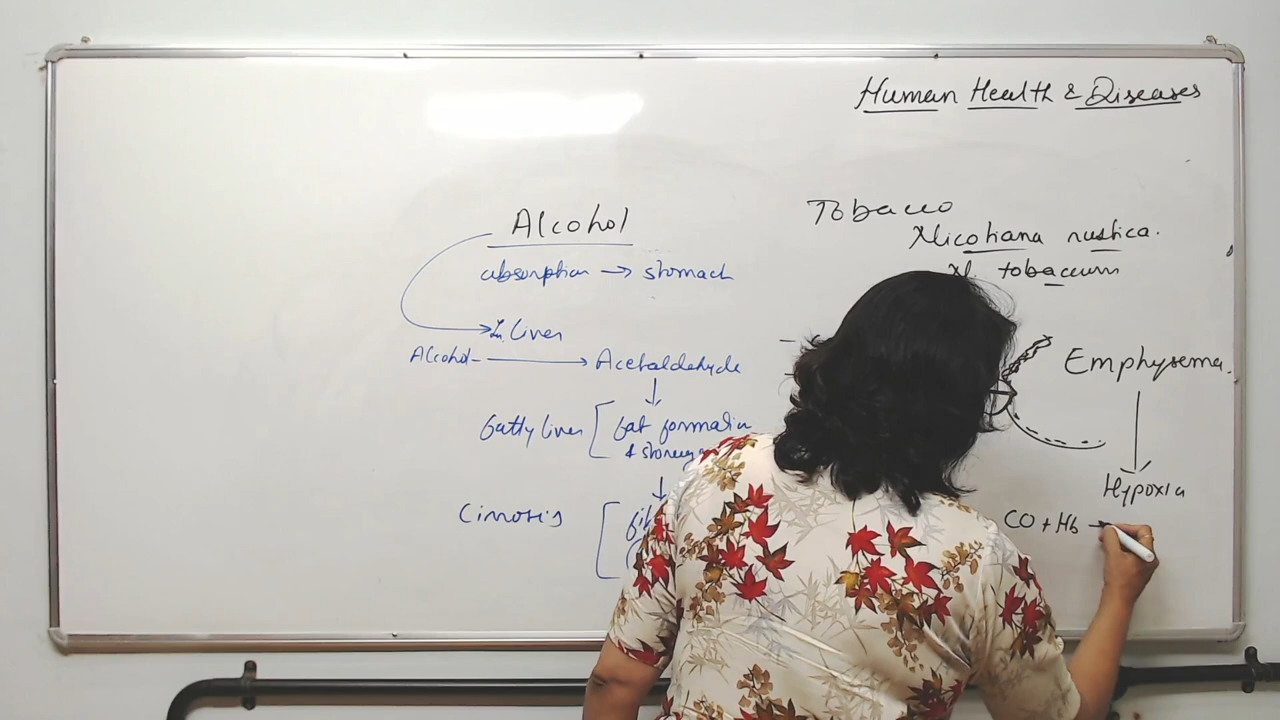 Human Health & Diseases
Alcohol
absorption → stomach
In Liver
Alcohol → Acetaldehyde
fatty liver [ fat formation
& storage
Cirrosis
Tobacco
Nicotiana rustica.
N. tobaccum
Emphysema.
Hypoxia
CO + Hb →